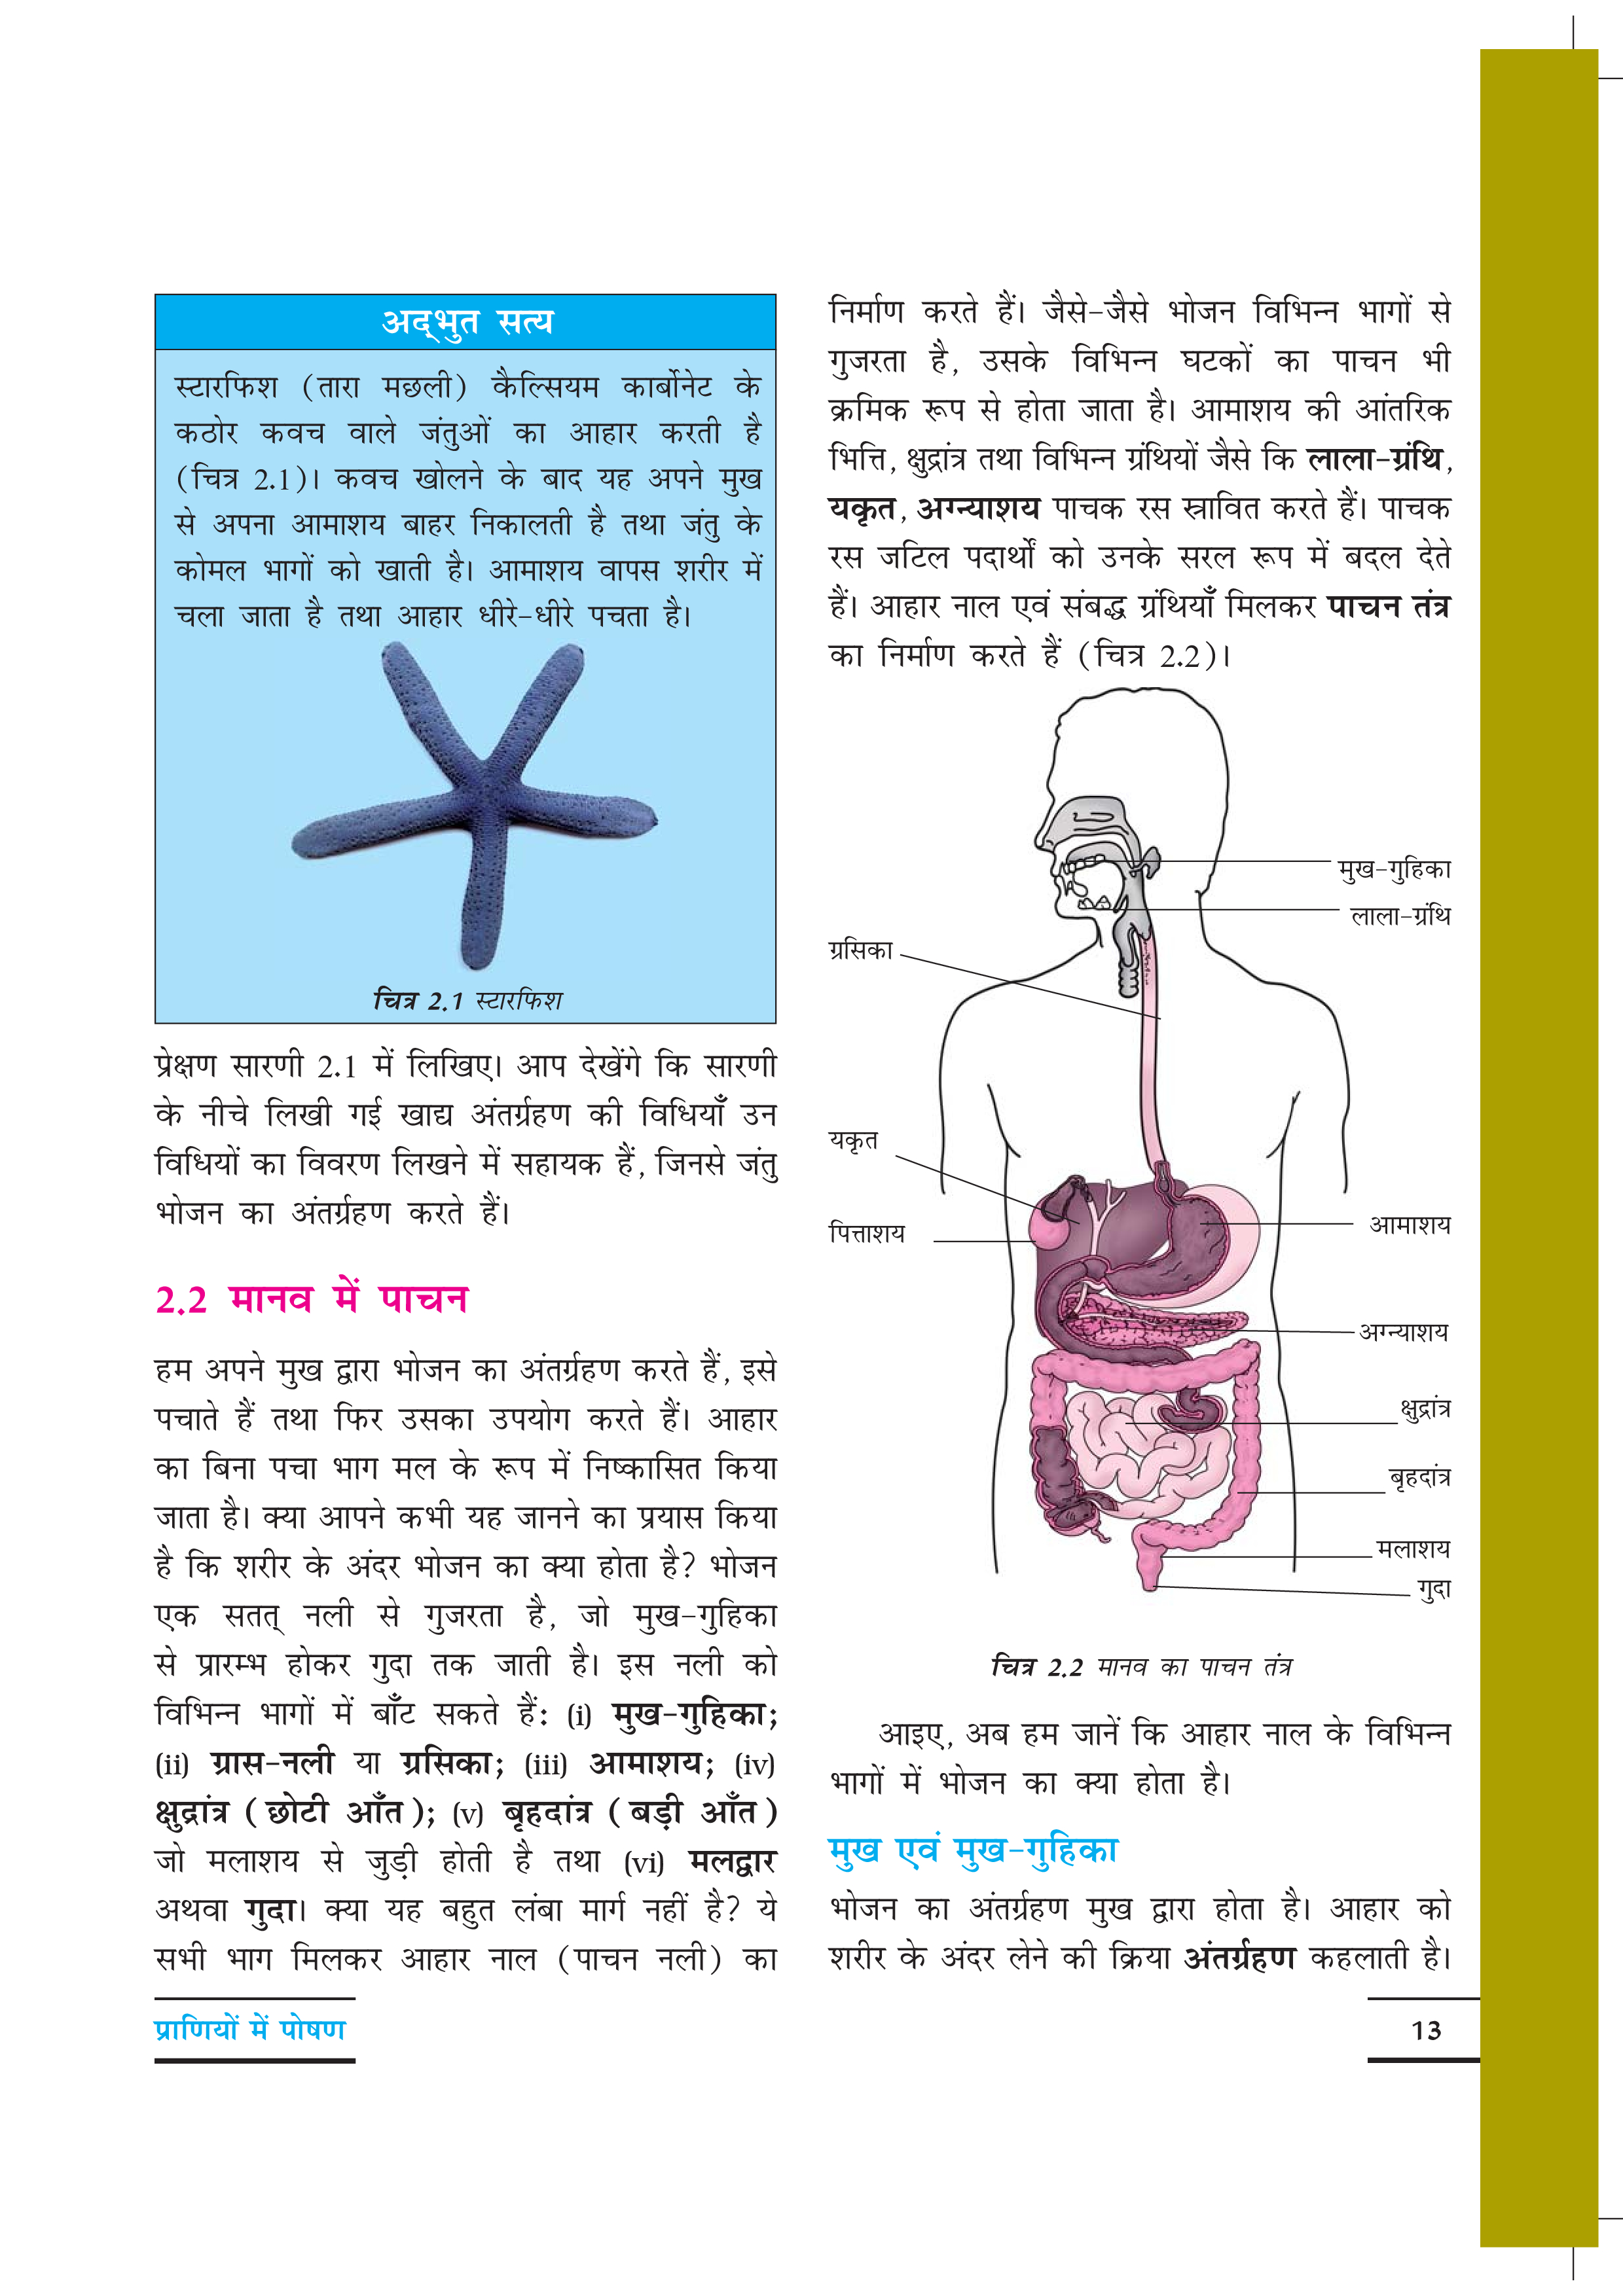 अद्भुत सत्य
स्टारफिश (तारा मछली) कैल्सियम कार्बोनेट के
कठोर कवच वाले जंतुओं का आहार करती है
(चित्र 2.1)। कवच खोलने के बाद यह अपने मुख
से अपना आमाशय बाहर निकालती है तथा जंतु के
कोमल भागों को खाती है। आमाशय वापस शरीर में
चला जाता है तथा आहार धीरे-धीरे पचता है।
चित्र 2.1 स्टारफिश
प्रेक्षण सारणी 2.1 में लिखिए। आप देखेंगे कि सारणी
के नीचे लिखी गई खाद्य अंतर्ग्रहण की विधियाँ उन
विधियों का विवरण लिखने में सहायक हैं, जिनसे जंतु
भोजन का अंतर्ग्रहण करते हैं।
2.2 मानव में पाचन
हम अपने मुख द्वारा भोजन का अंतर्ग्रहण करते हैं, इसे
पचाते हैं तथा फिर उसका उपयोग करते हैं। आहार
का बिना पचा भाग मल के रूप में निष्कासित किया
जाता है। क्या आपने कभी यह जानने का प्रयास किया
है कि शरीर के अंदर भोजन का क्या होता है? भोजन
एक सतत् नली से गुजरता है, जो मुख-गुहिका
से प्रारम्भ होकर गुदा तक जाती है। इस नली को
विभिन्न भागों में बाँट सकते हैं: (i) मुख-गुहिका;
(ii) ग्रास-नली या ग्रसिका; (iii) आमाशय; (iv)
क्षुद्रांत्र (छोटी आँत); (v) बृहदांत्र (बड़ी आँत)
जो मलाशय से जुड़ी होती है तथा (vi) मलद्वार
अथवा गुदा। क्या यह बहुत लंबा मार्ग नहीं है? ये
सभी भाग मिलकर आहार नाल (पाचन नली) का
निर्माण करते हैं। जैसे-जैसे भोजन विभिन्न भागों से
गुजरता है, उसके विभिन्न घटकों का पाचन भी
क्रमिक रूप से होता जाता है। आमाशय की आंतरिक
भित्ति, क्षुद्रांत्र तथा विभिन्न ग्रंथियों जैसे कि लाला-ग्रंथि,
यकृत, अग्न्याशय पाचक रस स्रावित करते हैं। पाचक
रस जटिल पदार्थों को उनके सरल रूप में बदल देते
हैं। आहार नाल एवं संबद्ध ग्रंथियाँ मिलकर पाचन तंत्र
का निर्माण करते हैं (चित्र 2.2)।
मुख-गुहिका
लाला-ग्रंथि
ग्रसिका
यकृत
पित्ताशय
आमाशय
अग्न्याशय
क्षुद्रांत्र
बृहदांत्र
मलाशय
गुदा
चित्र 2.2 मानव का पाचन तंत्र
आइए, अब हम जानें कि आहार नाल के विभिन्न
भागों में भोजन का क्या होता है।
मुख एवं मुख-गुहिका
भोजन का अंतर्ग्रहण मुख द्वारा होता है। आहार को
शरीर के अंदर लेने की क्रिया अंतर्ग्रहण कहलाती है।
प्राणियों में पोषण
13